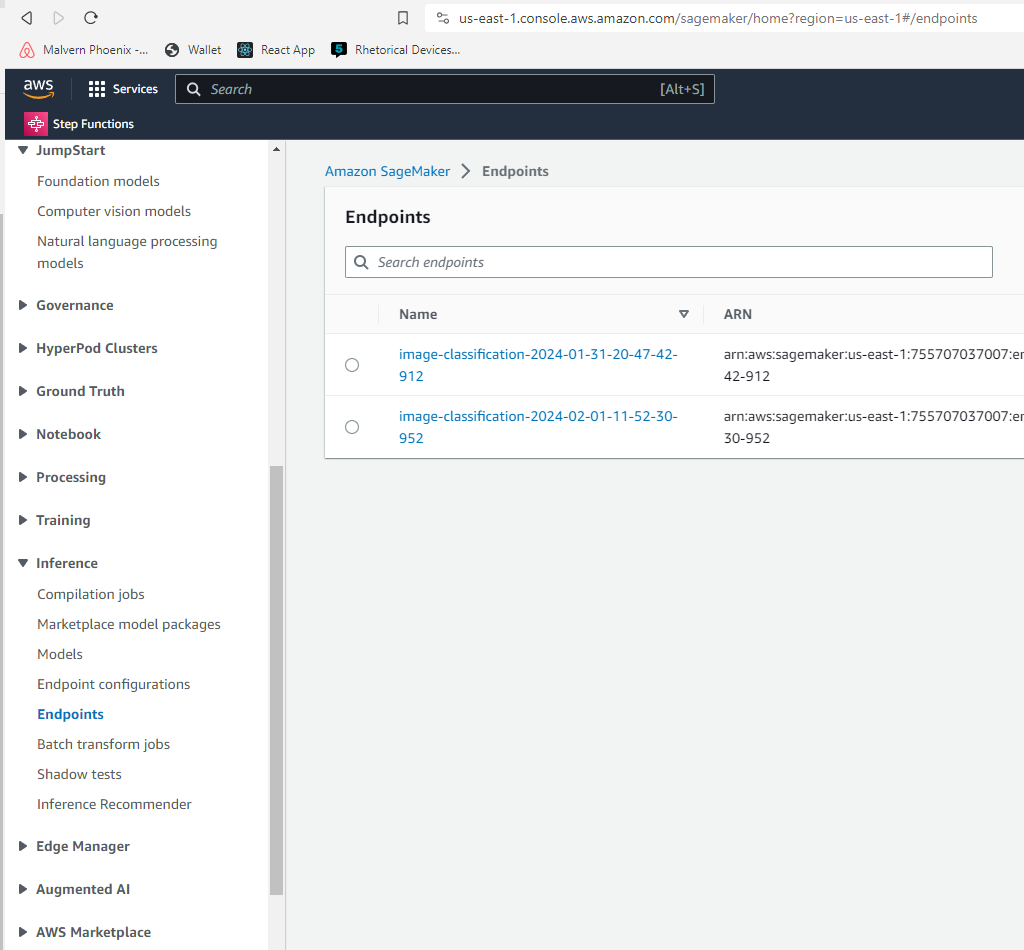 us-east-1.console.aws.amazon.com/sagemaker/home?region=us-east-1#/endpoints
Malvern Phoenix -... Wallet React App 5 Rhetorical Devices...
aws Services Search [Alt+S]
Step Functions
JumpStart
Foundation models
Computer vision models
Natural language processing
models
Governance
HyperPod Clusters
Ground Truth
Notebook
Processing
Training
Inference
Compilation jobs
Marketplace model packages
Models
Endpoint configurations
Endpoints
Batch transform jobs
Shadow tests
Inference Recommender
Edge Manager
Augmented AI
AWS Marketplace
Amazon SageMaker > Endpoints
Endpoints
Search endpoints
Name ARN
image-classification-2024-01-31-20-47-42-
912
arn:aws:sagemaker:us-east-1:755707037007:en
42-912
image-classification-2024-02-01-11-52-30-
952
arn:aws:sagemaker:us-east-1:755707037007:en
30-952